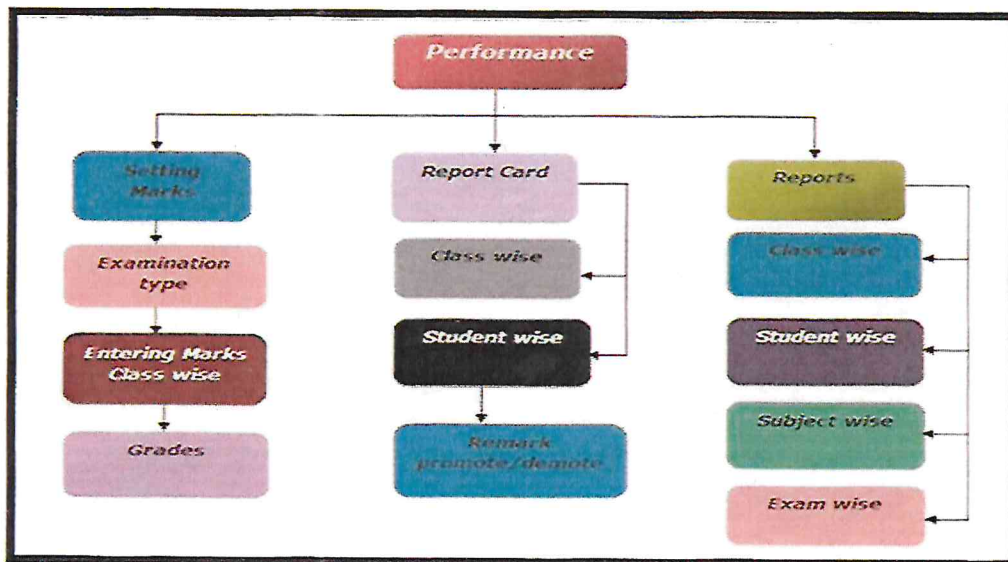 Performance
Setting
Marks
Examination
type
Entering Marks
Class wise
Grades
Report Card
Class wise
Student wise
Remark
promote/demote
Reports
Class wise
Student wise
Subject wise
Exam wise